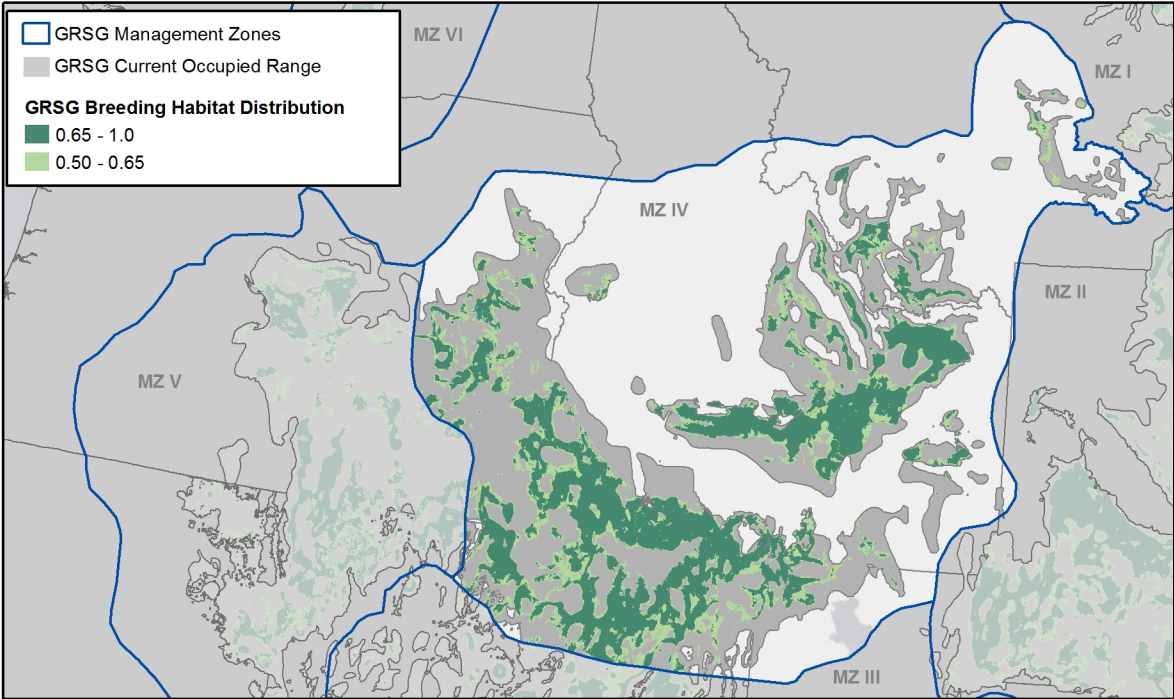 GRSG Management Zones
GRSG Current Occupied Range
GRSG Breeding Habitat Distribution
0.65 - 1.0
0.50 - 0.65
MZ VI
MZ I
MZ IV
MZ II
MZ V
MZ III